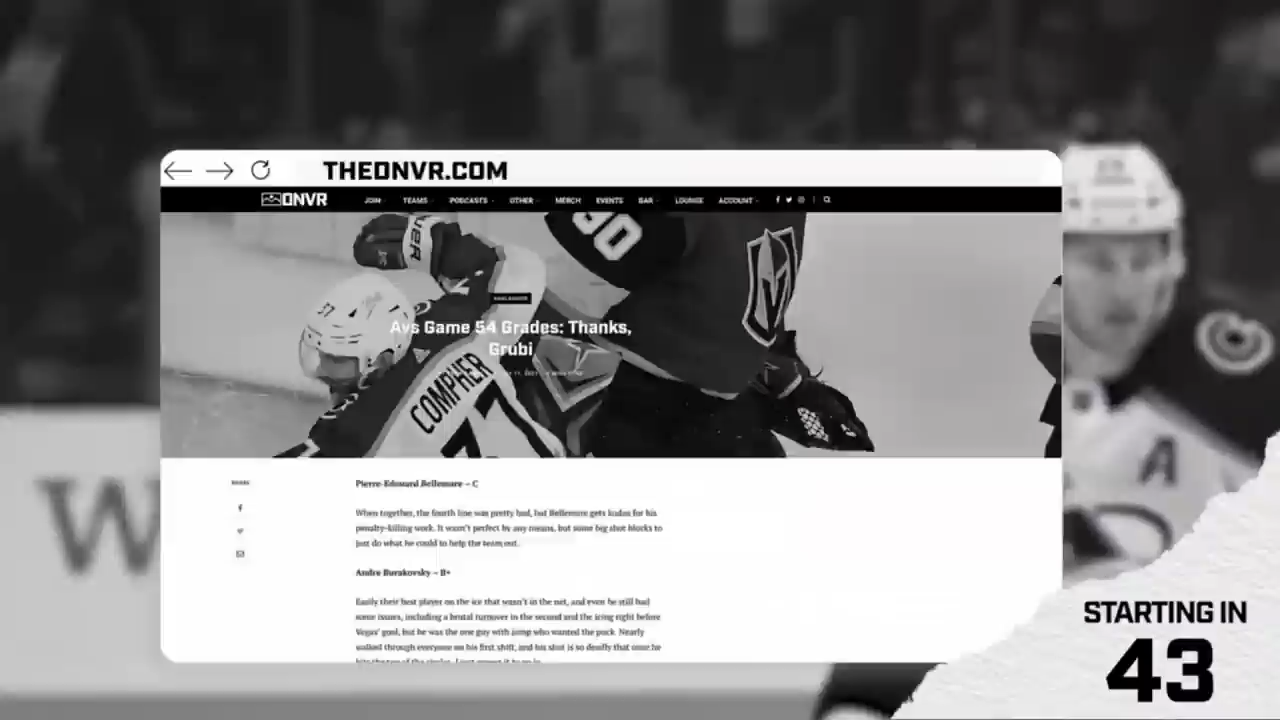 THEDNVR.COM
DNVR JOIN TEAMS PODCASTS OTHER MERCH EVENTS BAR LOUNGE ACCOUNT
90
37
COMPHER
Avs Game 54 Grades: Thanks,
Grubi
A
W
SHARE
Pierre-Edouard Bellemare – C
When together, the fourth line was pretty bad, but Bellemare gets kudos for his
penalty-killing work. It wasn't perfect by any means, but some big shot blocks to
just do what he could to help the team out.
Andre Burakovsky – B+
Easily their best player on the ice that wasn't in the net, and even he still had
some issues, including a brutal turnover in the second and the icing right before
Vegas' goal, but he was the one guy with jump who wanted the puck. Nearly
walked through everyone on his first shift, and his shot is so deadly that once he
STARTING IN
43